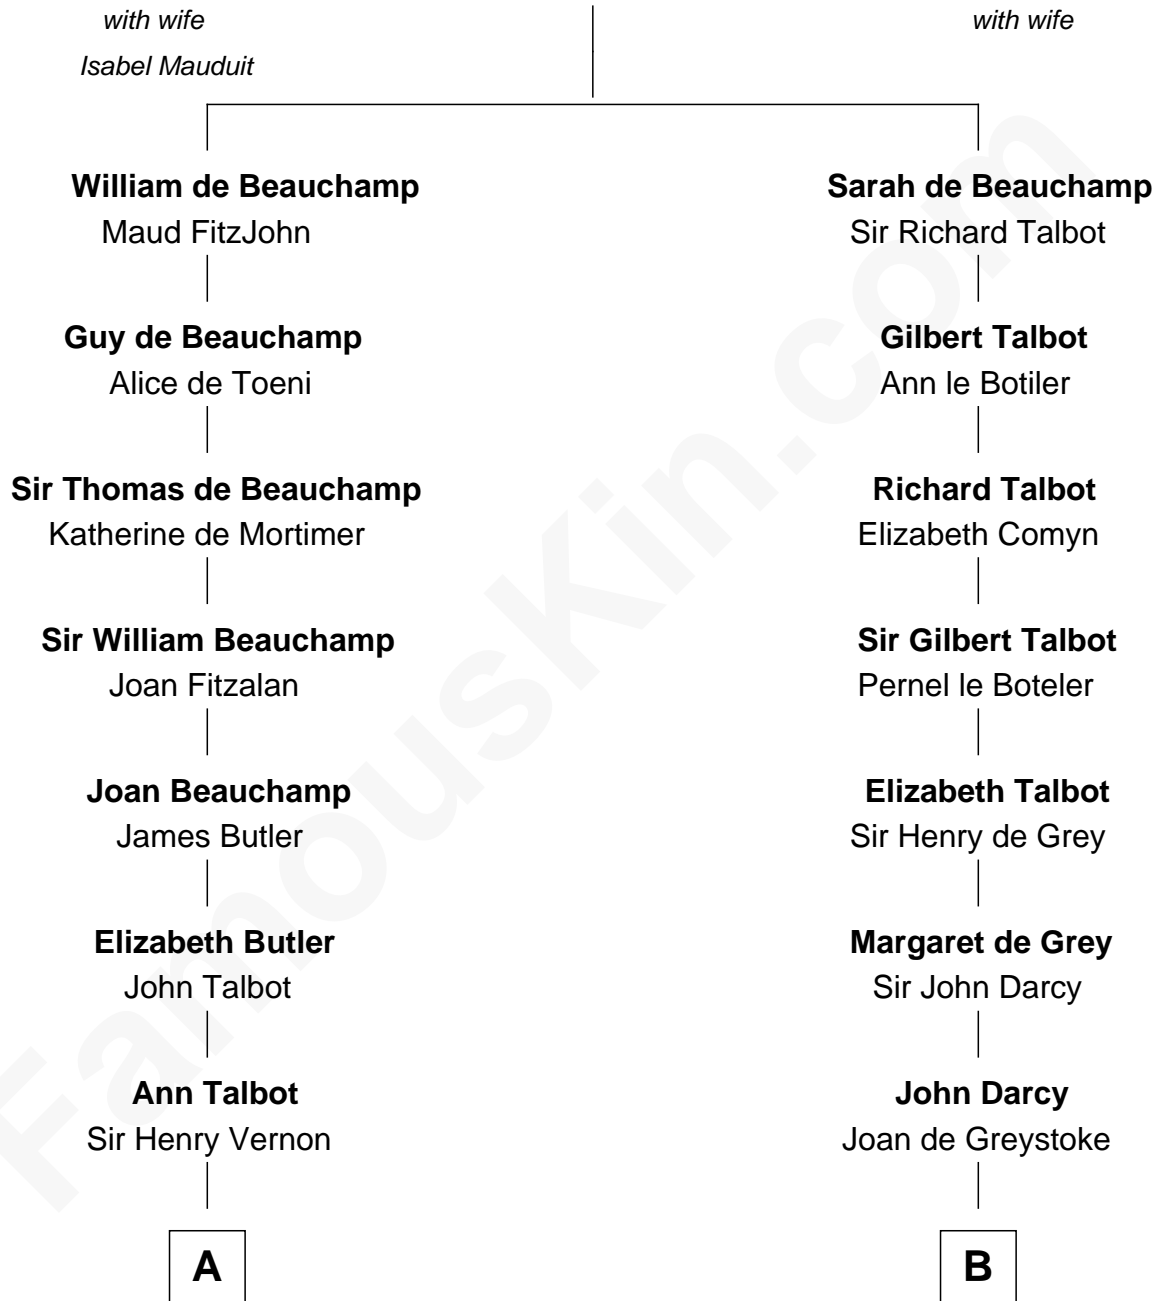 with wife
with wife
Isabel Mauduit
William de Beauchamp
Sarah de Beauchamp
Maud FitzJohn
Sir Richard Talbot
Guy de Beauchamp
Gilbert Talbot
Alice de Toeni
Ann le Botiler
Sir Thomas de Beauchamp
Richard Talbot
Katherine de Mortimer
Elizabeth Comyn
Sir William Beauchamp
Sir Gilbert Talbot
Joan Fitzalan
Pernel le Boteler
Joan Beauchamp
Elizabeth Talbot
James Butler
Sir Henry de Grey
Elizabeth Butler
Margaret de Grey
John Talbot
Sir John Darcy
Ann Talbot
John Darcy
Sir Henry Vernon
Joan de Greystoke
A
B
FamousKin.com